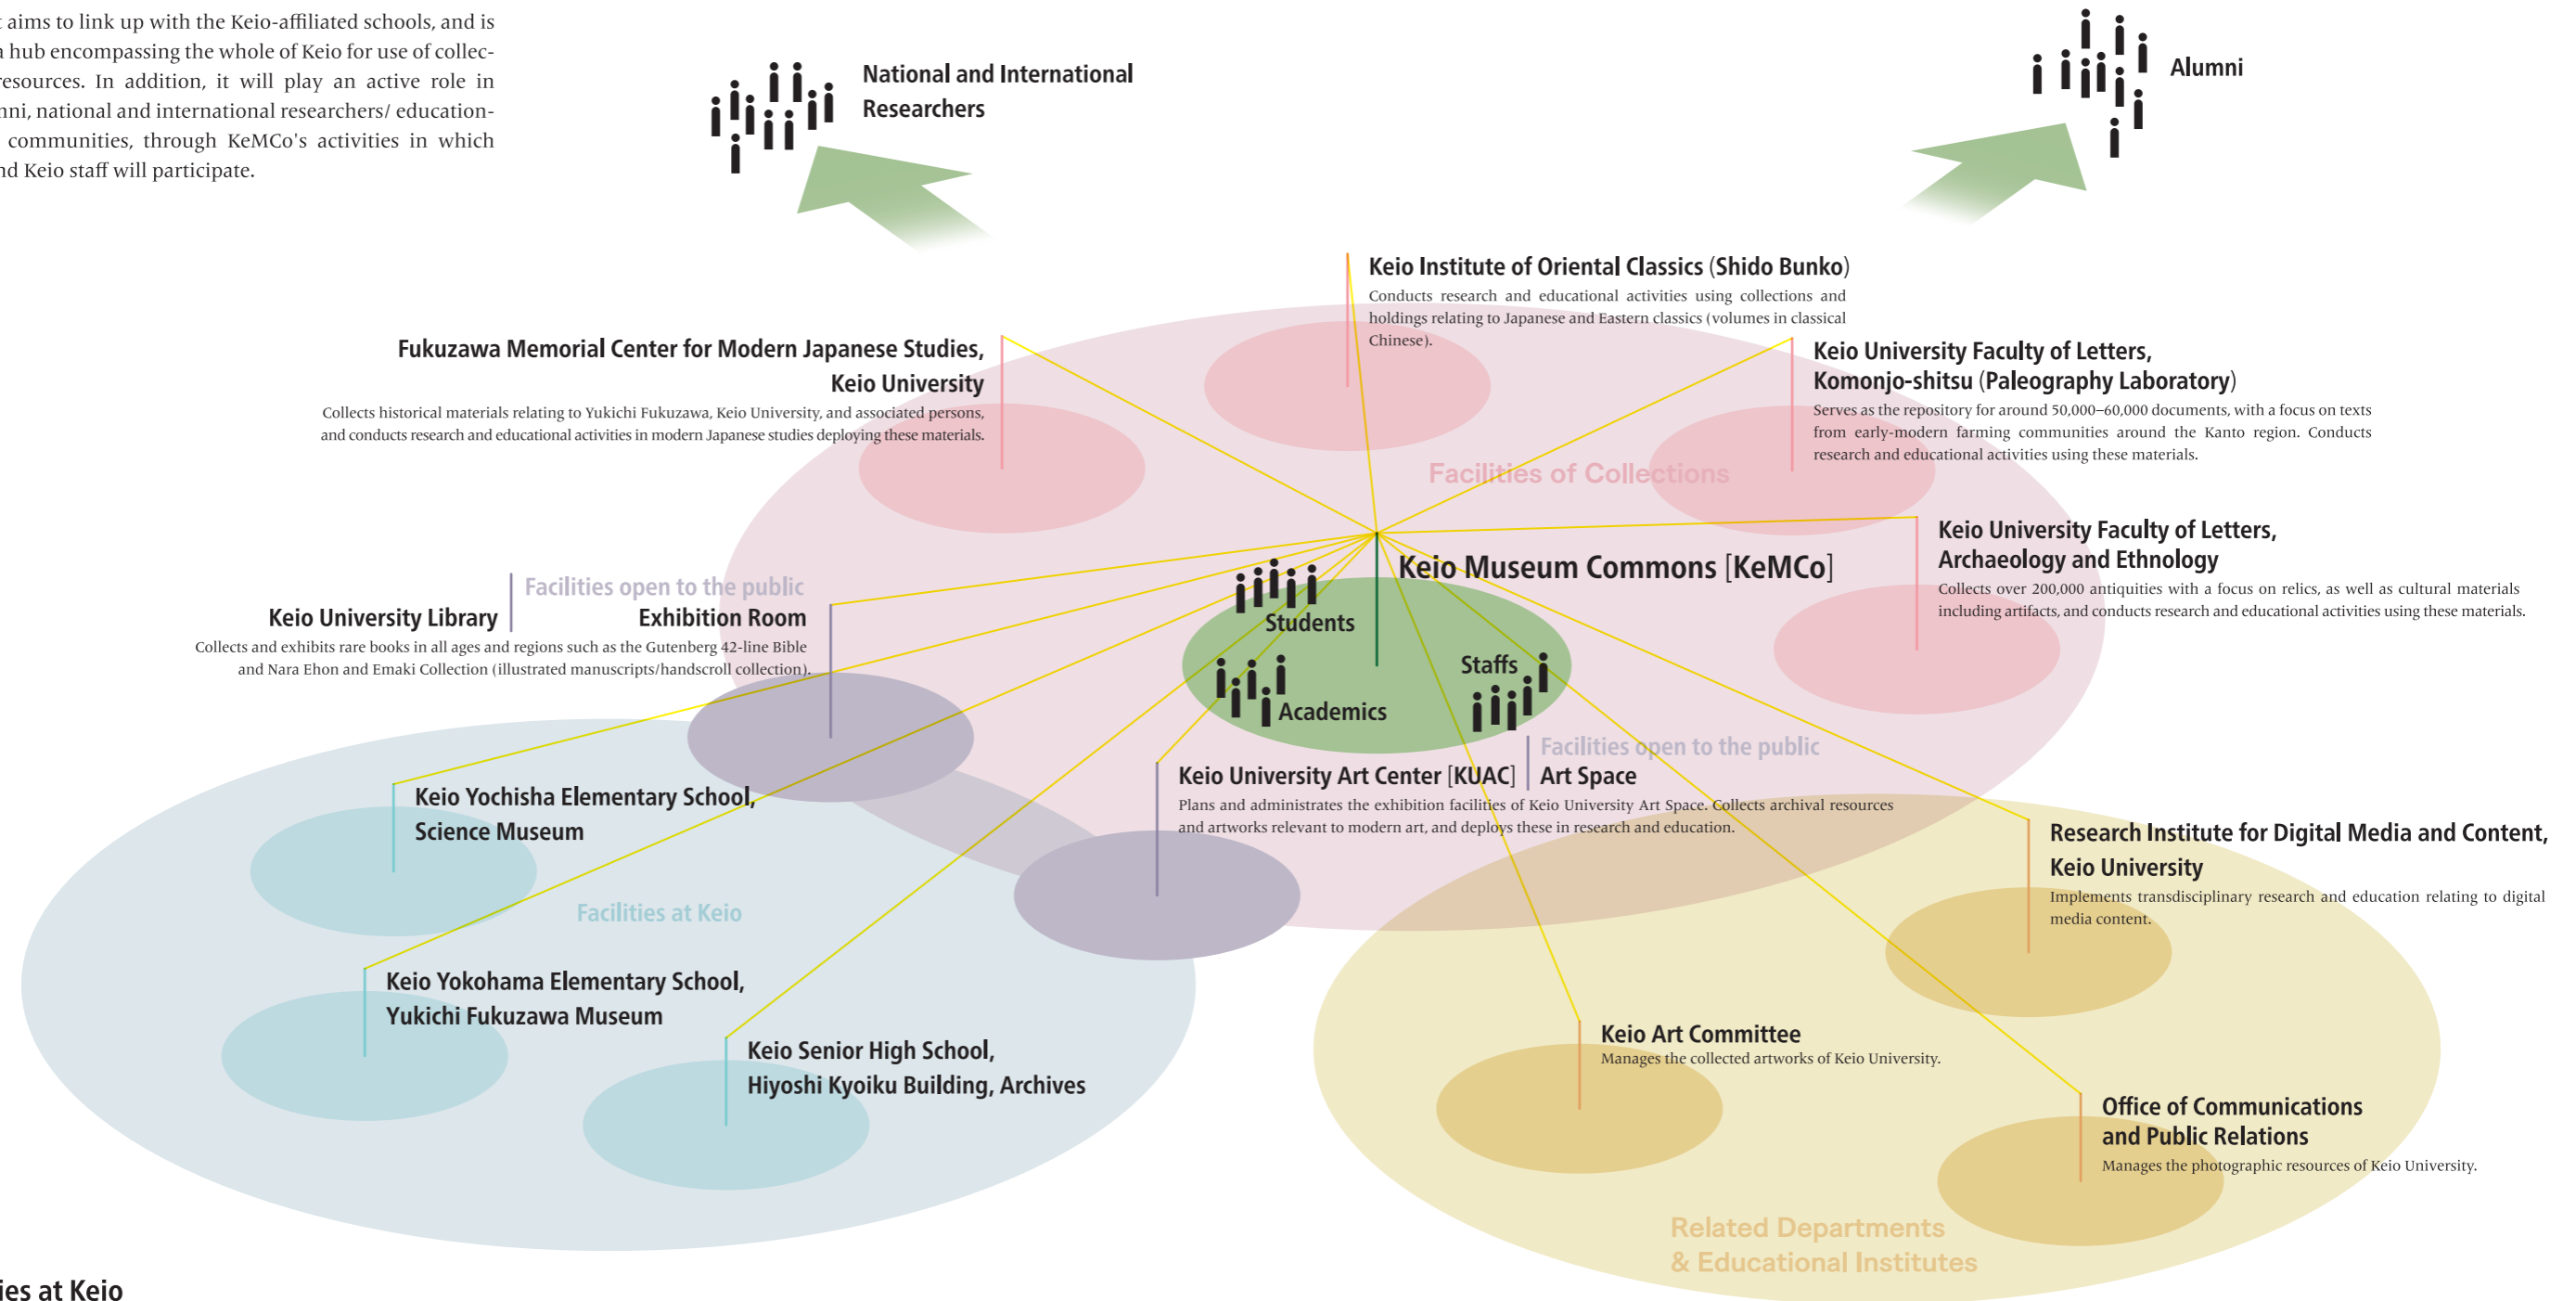 t aims to link up with the Keio-affiliated schools, and is
a hub encompassing the whole of Keio for use of collec-
resources. In addition, it will play an active role in
nni, national and international researchers/ education-
communities, through KeMCo's activities in which
nd Keio staff will participate.
National and International
Researchers
Alumni
Keio Institute of Oriental Classics (Shido Bunko)
Conducts research and educational activities using collections and
holdings relating to Japanese and Eastern classics (volumes in classical
Chinese).
Fukuzawa Memorial Center for Modern Japanese Studies,
Keio University
Collects historical materials relating to Yukichi Fukuzawa, Keio University, and associated persons,
and conducts research and educational activities in modern Japanese studies deploying these materials.
Keio University Faculty of Letters,
Komonjo-shitsu (Paleography Laboratory)
Serves as the repository for around 50,000–60,000 documents, with a focus on texts
from early-modern farming communities around the Kanto region. Conducts
research and educational activities using these materials.
Facilities of Collections
Keio University Faculty of Letters,
Archaeology and Ethnology
Collects over 200,000 antiquities with a focus on relics, as well as cultural materials
including artifacts, and conducts research and educational activities using these materials.
Keio Museum Commons [KeMCo]
Students
Academics
Staffs
Facilities open to the public
Keio University Library
Exhibition Room
Collects and exhibits rare books in all ages and regions such as the Gutenberg 42-line Bible
and Nara Ehon and Emaki Collection (illustrated manuscripts/handscroll collection).
Facilities open to the public
Keio University Art Center [KUAC]
Art Space
Plans and administrates the exhibition facilities of Keio University Art Space. Collects archival resources
and artworks relevant to modern art, and deploys these in research and education.
Keio Yochisha Elementary School,
Science Museum
Facilities at Keio
Keio Yokohama Elementary School,
Yukichi Fukuzawa Museum
Keio Senior High School,
Hiyoshi Kyoiku Building, Archives
Research Institute for Digital Media and Content,
Keio University
Implements transdisciplinary research and education relating to digital
media content.
Keio Art Committee
Manages the collected artworks of Keio University.
Office of Communications
and Public Relations
Manages the photographic resources of Keio University.
Related Departments
& Educational Institutes
ies at Keio